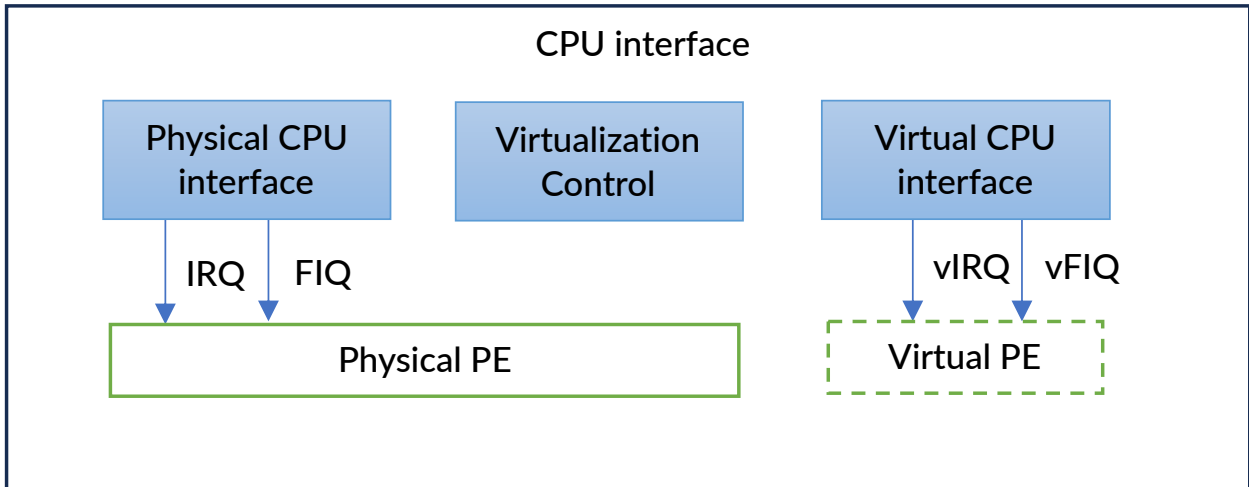 CPU interface
Physical CPU
interface
Virtualization
Control
Virtual CPU
interface
IRQ
FIQ
vIRQ
vFIQ
Physical PE
Virtual PE